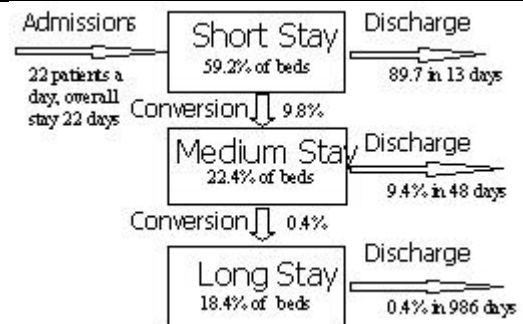 Admissions
22 patients a
day, overall
stay 22 days
Short Stay
59.2% of beds
Discharge
89.7 in 13 days
Conversion
9.8%
Medium Stay
22.4% of beds
Discharge
9.4% in 48 days
Conversion
0.4%
Long Stay
18.4% of beds
Discharge
0.4% in 986 days